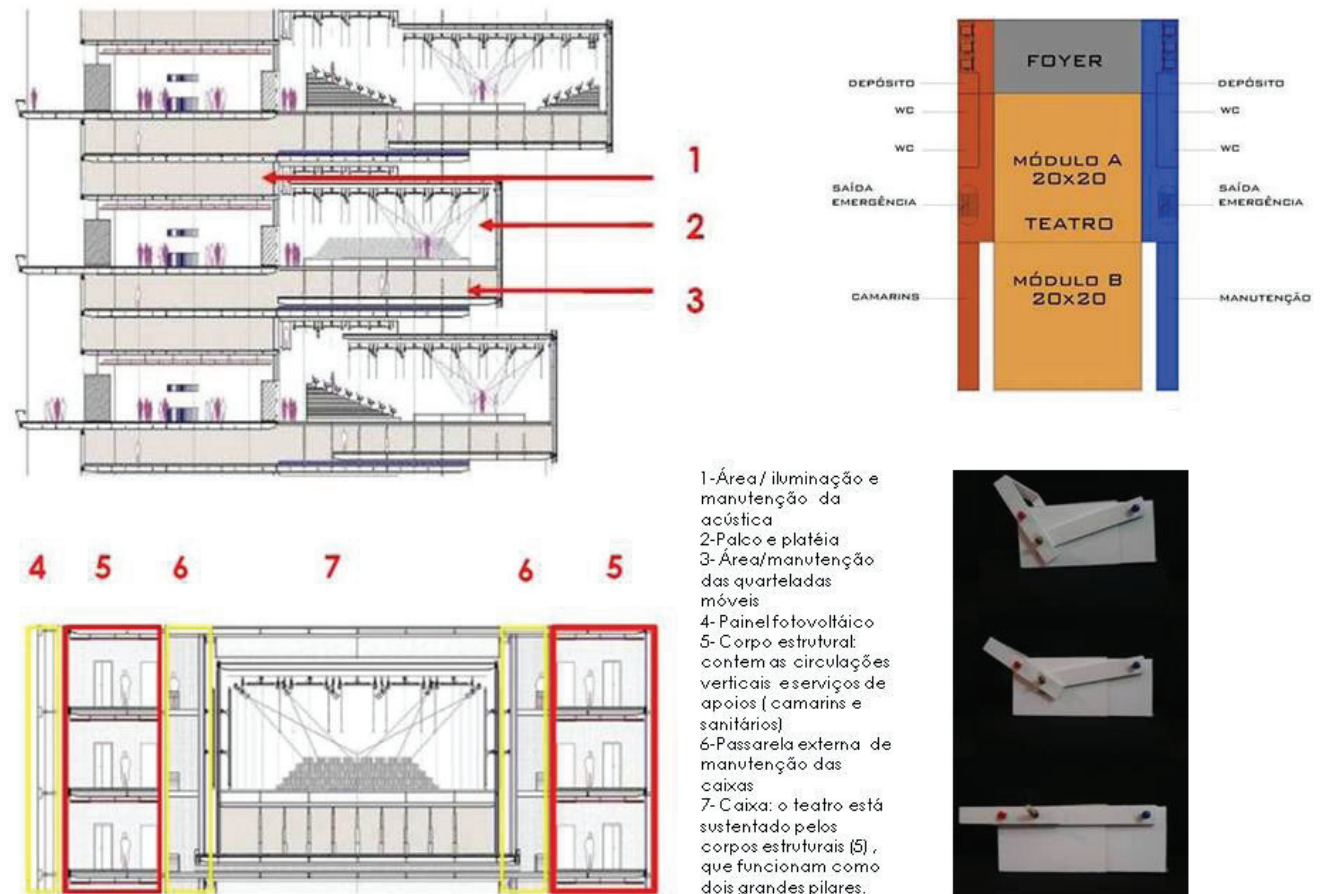 1
2
3
FOYER
DEPÓSITO
DEPÓSITO
WC
WC
WC
WC
MÓDULO A
20x20
SAÍDA
EMERGÊNCIA
SAÍDA
EMERGÊNCIA
TEATRO
MÓDULO B
20x20
CAMARINS
MANUTENÇÃO
4 5 6 7 6 5
1-Área/ iluminação e
manutenção da
acústica
2-Palco e platéia
3- Área/manutenção
das quarteladas
móveis
4- Painel fotovoltáico
5- Corpo estrutural:
contem as circulações
verticais e serviços de
apoios ( camarins e
sanitários)
6-Passarela externa de
manutenção das
caixas
7- Caixa: o teatro está
sustentado pelos
corpos estruturais (5) ,
que funcionam como
dois grandes pilares.